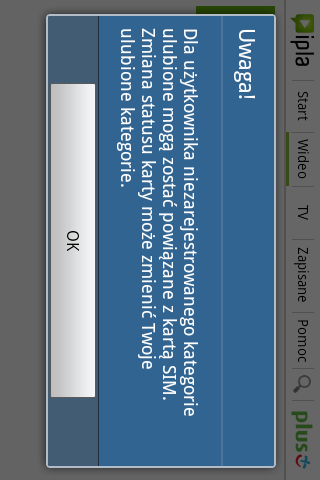 ipla
Start
Wideo
TV
Zapisane
Pomoc
plus
Uwaga!
Dla użytkownika niezarejestrowanego kategorie
ulubione mogą zostać powiązane z kartą SIM.
Zmiana statusu karty może zmienić Twoje
ulubione kategorie.
OK